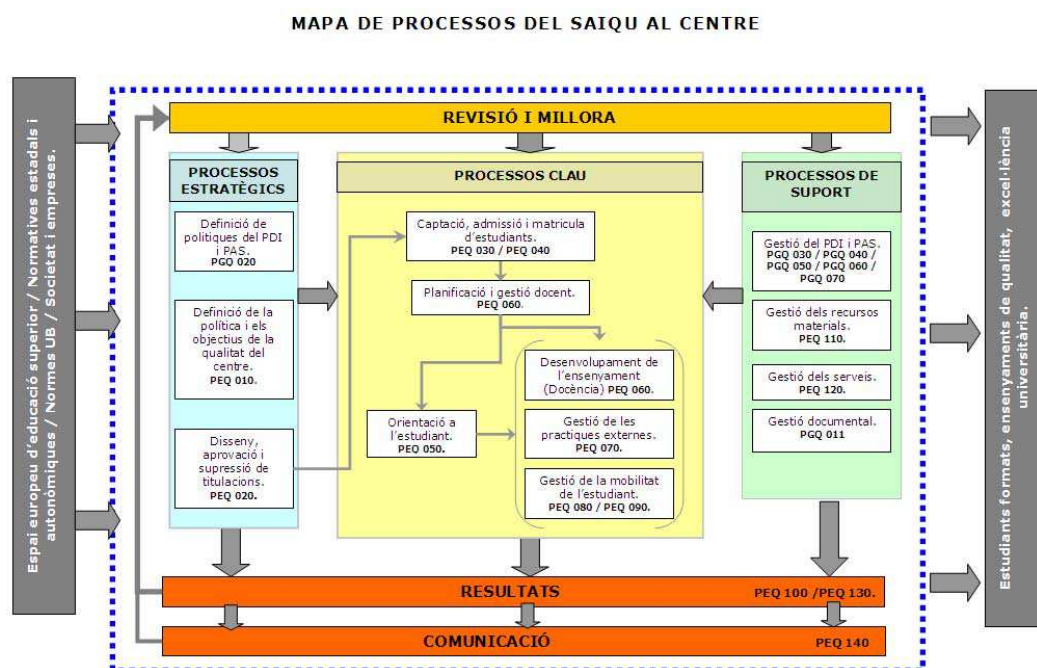 MAPA DE PROCESSOS DEL SAIQU AL CENTRE
Espai europeu d'educació superior / Normatives estadals i
autonòmiques / Normes UB / Societat i empreses.
REVISIÓ I MILLORA
PROCESSOS
ESTRATÈGICS
Definició de
politiques del PDI
i PAS.
PGQ 020
Definició de la
política i els
objectius de la
qualitat del
centre.
PEQ 010.
Disseny,
aprovació i
supressió de
titulacions.
PEQ 020.
PROCESSOS CLAU
Captació, admissió i matricula
d'estudiants.
PEQ 030 / PEQ 040
Planificació i gestió docent.
PEQ 060.
Orientació a
l'estudiant.
PEQ 050.
Desenvolupament de
l'ensenyament
(Docència) PEQ 060.
Gestió de les
practiques externes.
PEQ 070.
Gestió de la mobilitat
de l'estudiant.
PEQ 080 / PEQ 090.
PROCESSOS DE
SUPORT
Gestió del PDI i PAS.
PGQ 030 / PGQ 040 /
PGQ 050 / PGQ 060 /
PGQ 070
Gestió dels recursos
materials.
PEQ 110.
Gestió dels serveis.
PEQ 120.
Gestió documental.
PGQ 011
RESULTATS
PEQ 100 /PEQ 130.
COMUNICACIÓ
PEQ 140
Estudiants formats, ensenyaments de qualitat, excel·lència
universitària.